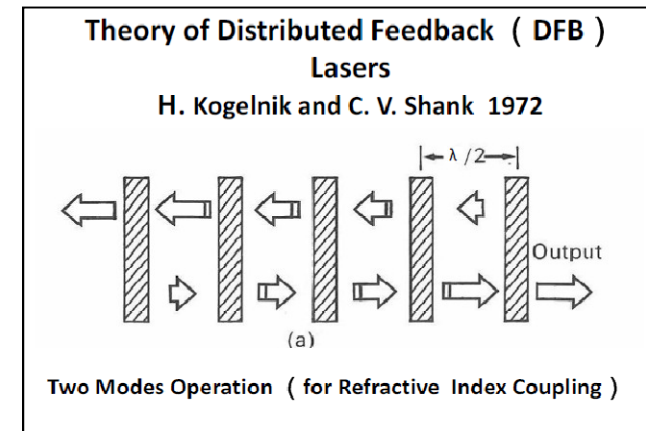 Theory of Distributed Feedback ( DFB )
Lasers
H. Kogelnik and C. V. Shank 1972
λ /2
Output
(a)
Two Modes Operation ( for Refractive Index Coupling )